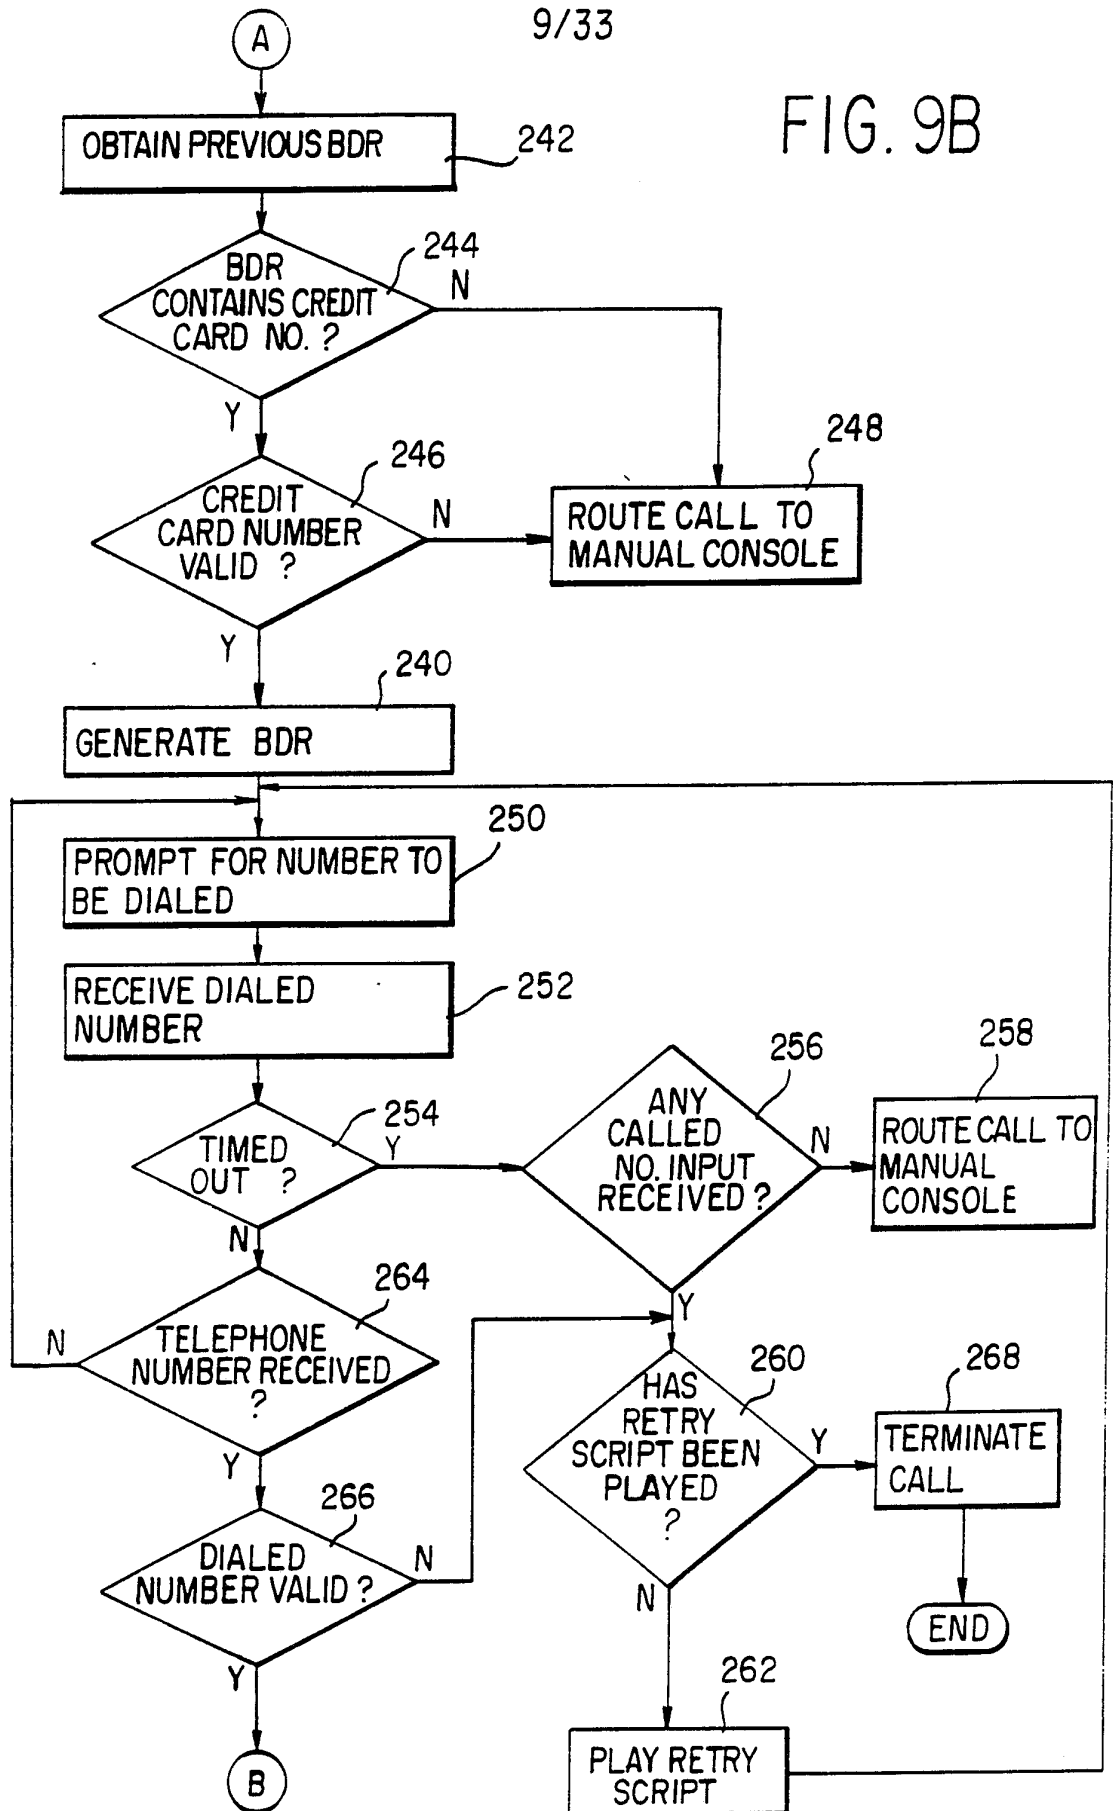 9/33
FIG. 9B
A
OBTAIN PREVIOUS BDR
242
BDR
CONTAINS CREDIT
CARD NO. ?
244
N
Y
CREDIT
CARD NUMBER
VALID ?
246
N
Y
ROUTE CALL TO
MANUAL CONSOLE
248
GENERATE BDR
240
PROMPT FOR NUMBER TO
BE DIALED
250
RECEIVE DIALED
NUMBER
252
TIMED
OUT ?
254
Y
N
ANY
CALLED
NO. INPUT
RECEIVED ?
256
N
Y
ROUTE CALL TO
MANUAL
CONSOLE
258
TELEPHONE
NUMBER RECEIVED
?
264
N
Y
HAS
RETRY
SCRIPT BEEN
PLAYED
?
260
Y
N
TERMINATE
CALL
268
END
DIALED
NUMBER VALID ?
266
N
Y
PLAY RETRY
SCRIPT
262
B